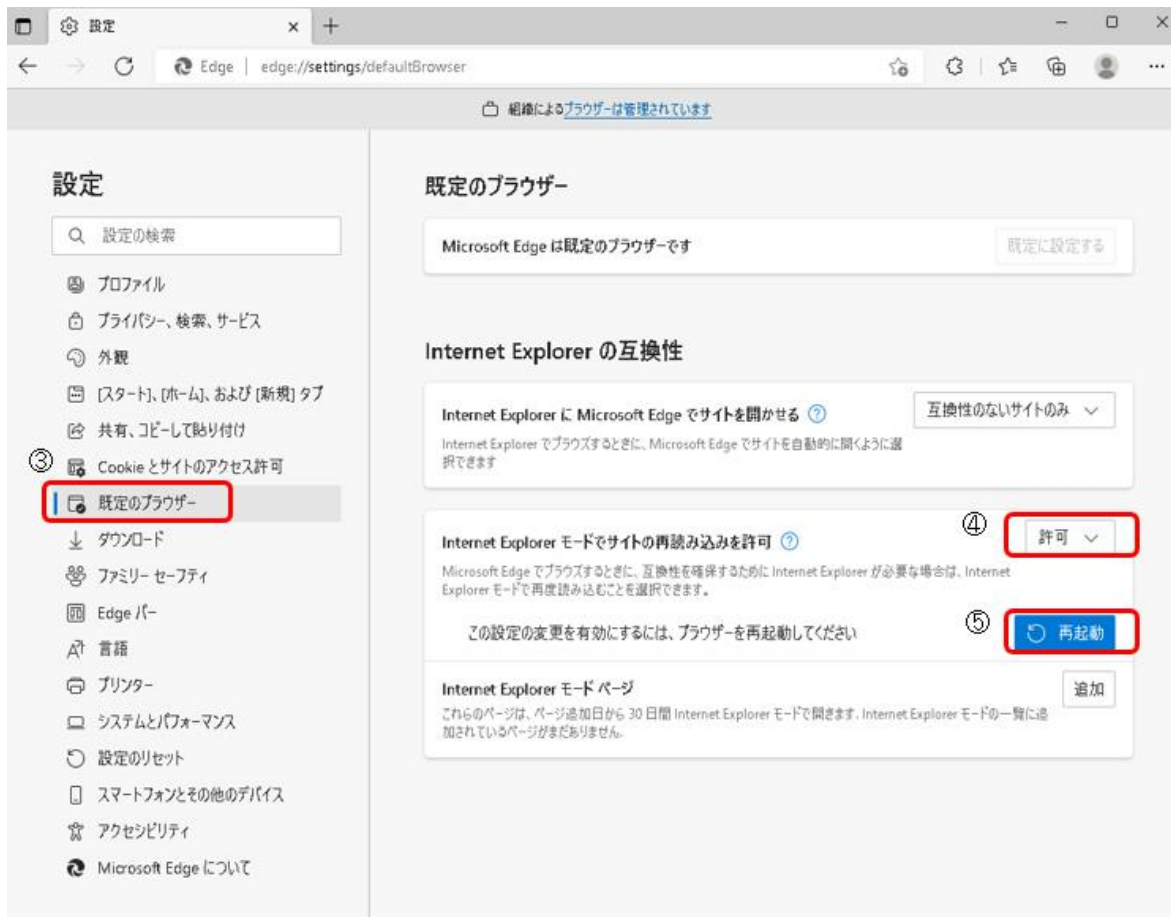 設定
Edge | edge://settings/defaultBrowser
組織によるブラウザーは管理されています
設定
設定の検索
プロファイル
プライバシー、検索、サービス
外観
[スタート]、[ホーム]、および [新規] タブ
共有、コピーして貼り付け
③
Cookie とサイトのアクセス許可
既定のブラウザー
ダウンロード
ファミリー セーフティ
Edge バー
言語
プリンター
システムとパフォーマンス
設定のリセット
スマートフォンとその他のデバイス
アクセシビリティ
Microsoft Edge について
既定のブラウザー
Microsoft Edge は既定のブラウザーです
既定に設定する
Internet Explorer の互換性
Internet Explorer に Microsoft Edge でサイトを開かせる ?
互換性のないサイトのみ
Internet Explorer でブラウズするときに、Microsoft Edge でサイトを自動的に開くように選
択できます
④
Internet Explorer モードでサイトの再読み込みを許可 ?
許可
Microsoft Edge でブラウズするときに、互換性を確保するために Internet Explorer が必要な場合は、Internet
Explorer モードで再度読み込むことを選択できます。
この設定の変更を有効にするには、ブラウザーを再起動してください
⑤
再起動
Internet Explorer モード ページ
追加
これらのページは、ページ追加日から 30 日間 Internet Explorer モードで開きます. Internet Explorer モードの一覧に追
加されているページがまだありません.